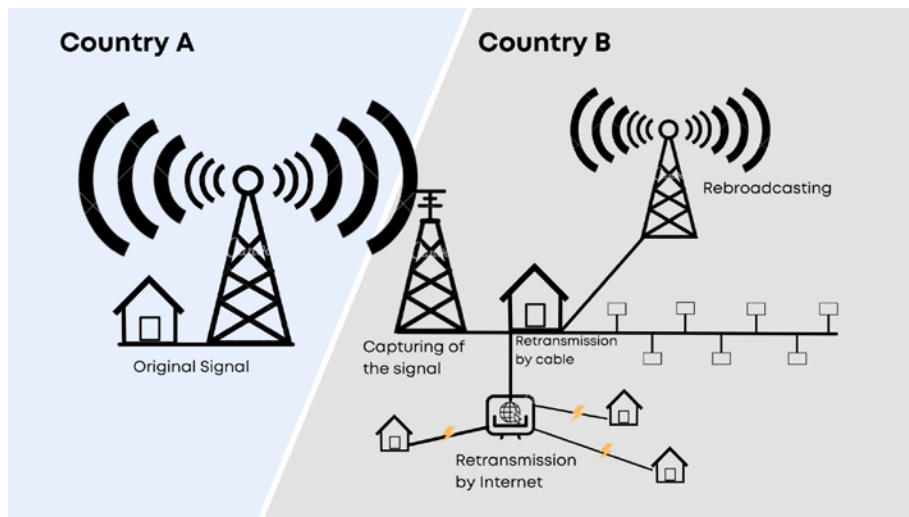 Country A
Country B
Rebroadcasting
Original Signal
Capturing of
the signal
Retransmission
by cable
Retransmission
by Internet